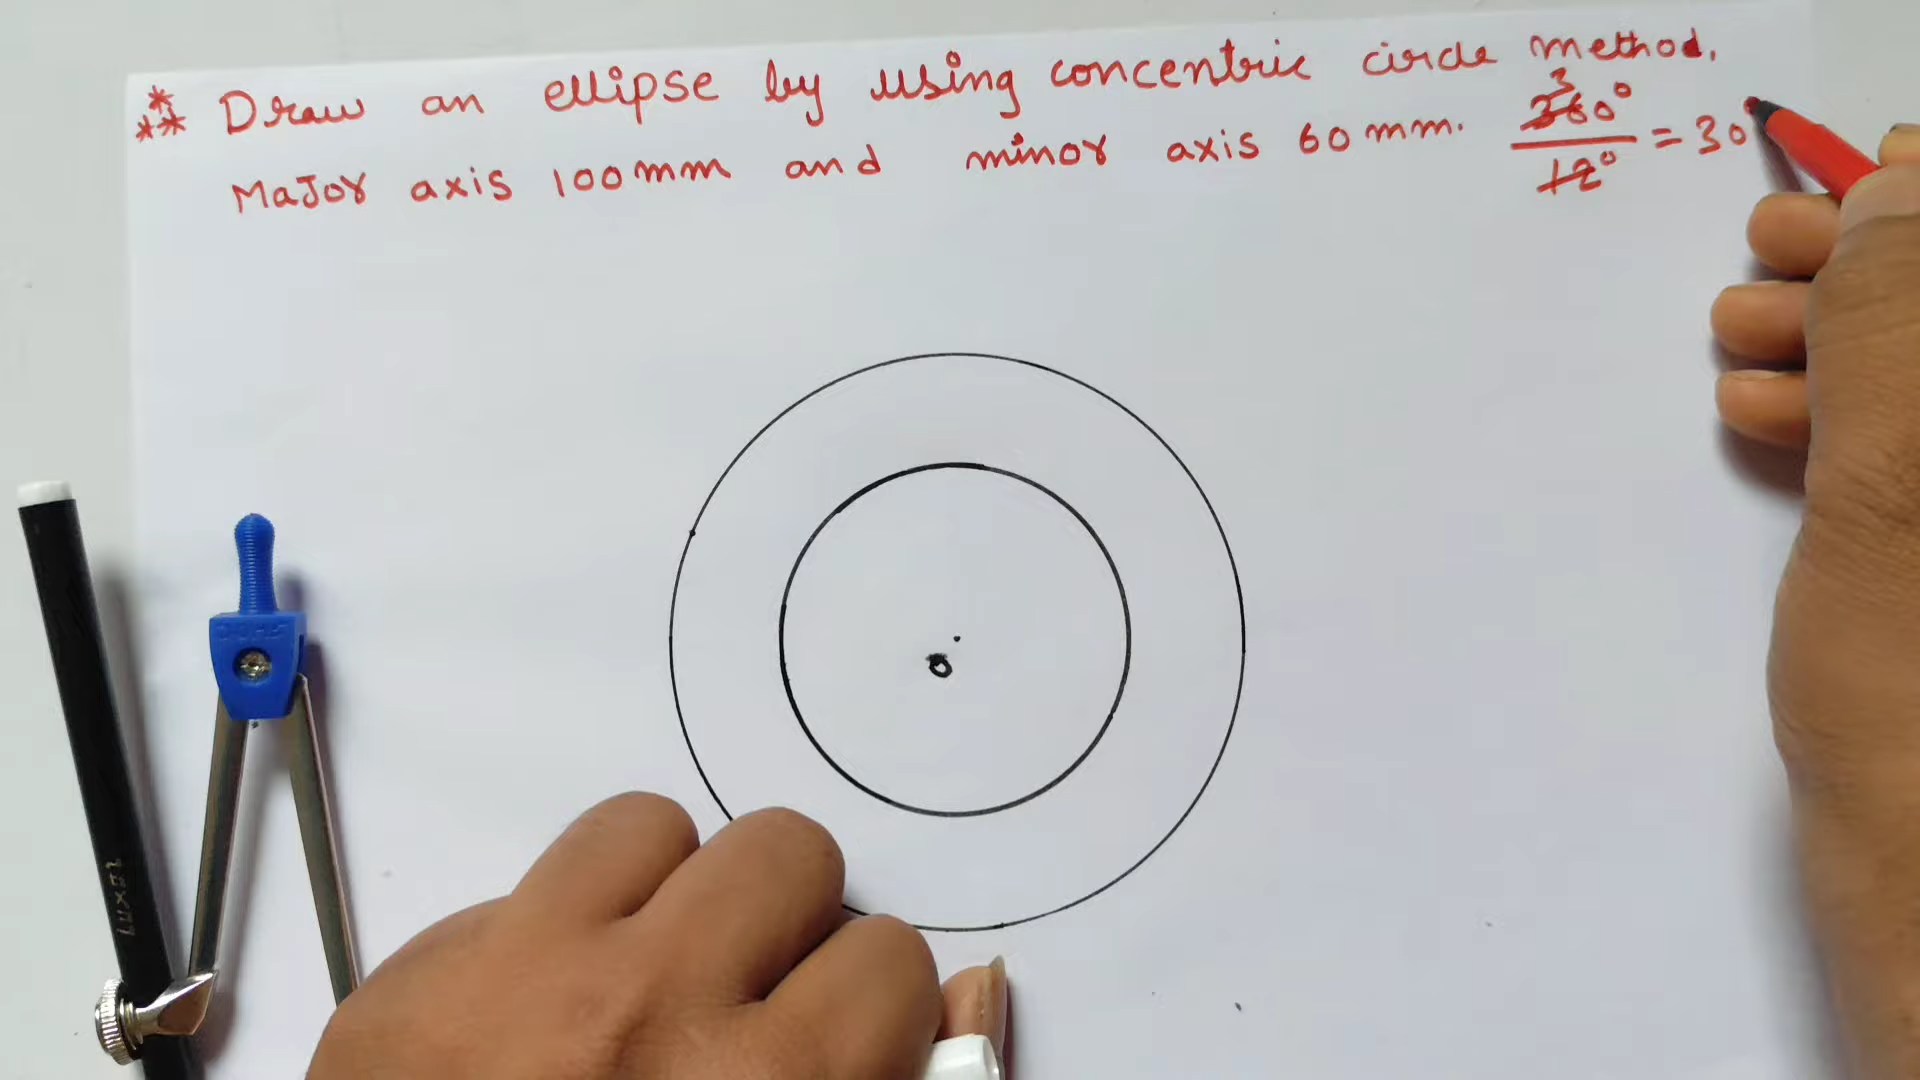 *** Draw an ellipse by using concentric circle method.
Major axis 100mm and minor axis 60mm.
3
360°
12° = 30°
O
LUXOR